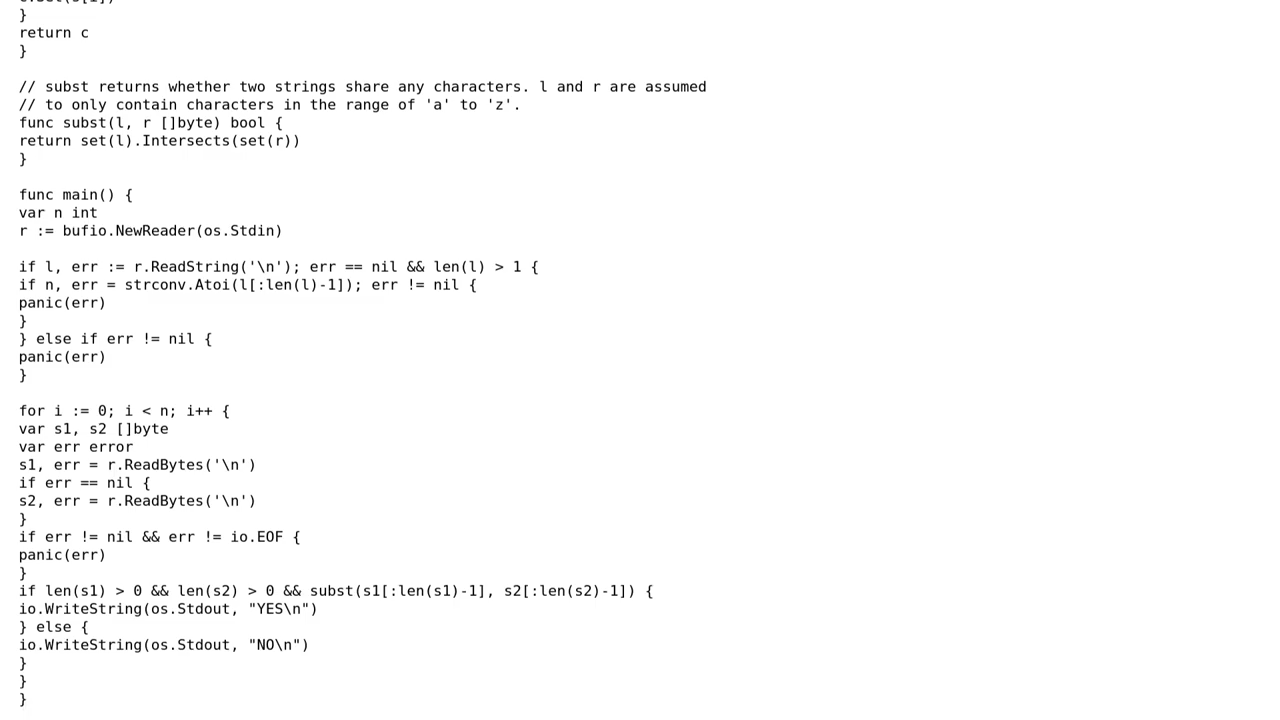 }
return c
}

// subst returns whether two strings share any characters. l and r are assumed
// to only contain characters in the range of 'a' to 'z'.
func subst(l, r []byte) bool {
return set(l).Intersects(set(r))
}

func main() {
var n int
r := bufio.NewReader(os.Stdin)

if l, err := r.ReadString('\n'); err == nil && len(l) > 1 {
if n, err = strconv.Atoi(l[:len(l)-1]); err != nil {
panic(err)
}
} else if err != nil {
panic(err)
}

for i := 0; i < n; i++ {
var s1, s2 []byte
var err error
s1, err = r.ReadBytes('\n')
if err == nil {
s2, err = r.ReadBytes('\n')
}
if err != nil && err != io.EOF {
panic(err)
}
if len(s1) > 0 && len(s2) > 0 && subst(s1[:len(s1)-1], s2[:len(s2)-1]) {
io.WriteString(os.Stdout, "YES\n")
} else {
io.WriteString(os.Stdout, "NO\n")
}
}
}